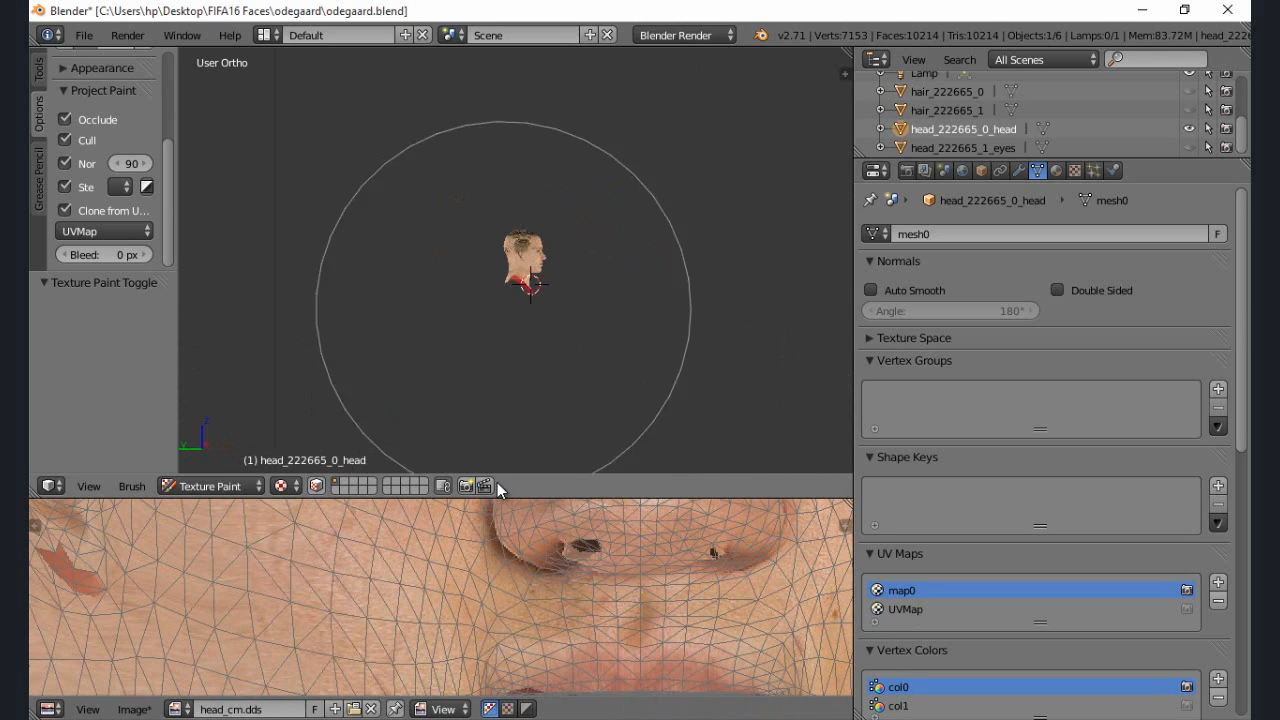 Blender* [C:\Users\hp\Desktop\FIFA16 Faces\odegaard\odegaard.blend]
File Render Window Help Default Scene Blender Render v2.71 | Verts:7153 | Faces:10214 | Tris:10214 | Objects:1/6 | Lamps:0/1 | Mem:83.72M | head_222
Tools
Options
Grease Pencil
Appearance
Project Paint
Occlude
Cull
Nor 90
Ste
Clone from U...
UVMap
Bleed: 0 px
Texture Paint Toggle
User Ortho
Z
Y
(1) head_222665_0_head
View Brush Texture Paint
View Image* head_cm.dds F View
View Search All Scenes
Lamp
hair_222665_0
hair_222665_1
head_222665_0_head
head_222665_1_eyes
head_222665_0_head mesh0
mesh0 F
Normals
Auto Smooth Double Sided
Angle: 180°
Texture Space
Vertex Groups
Shape Keys
UV Maps
map0
UVMap
Vertex Colors
col0
col1